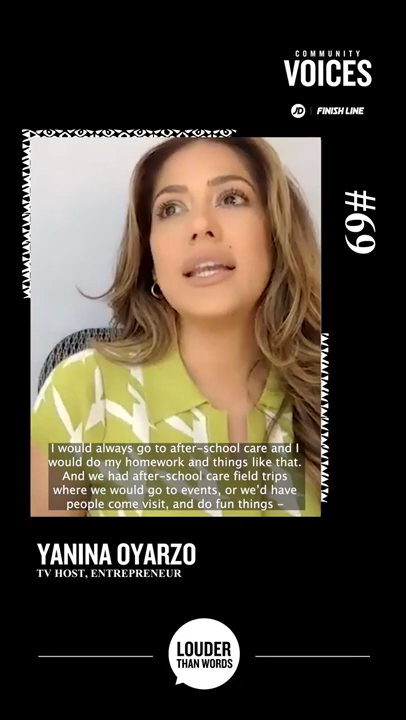 COMMUNITY
VOICES
JD | FINISH LINE
#69
I would always go to after-school care and I
would do my homework and things like that.
And we had after-school care field trips
where we would go to events, or we'd have
people come visit, and do fun things –
YANINA OYARZO
TV HOST, ENTREPRENEUR
LOUDER
THAN WORDS